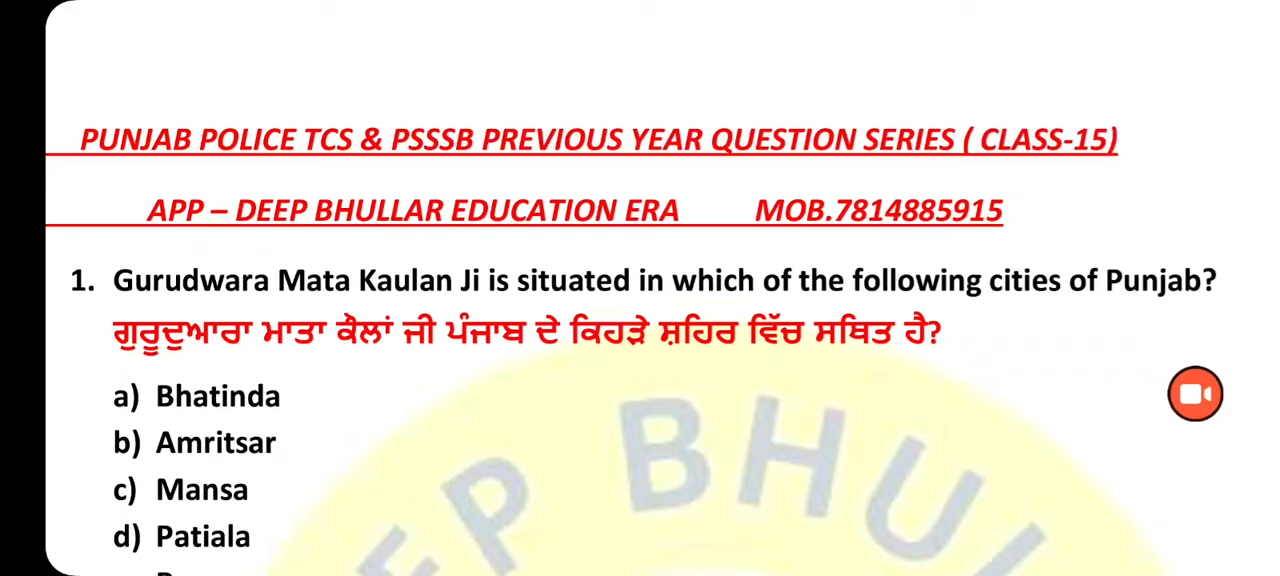 PUNJAB POLICE TCS & PSSSB PREVIOUS YEAR QUESTION SERIES ( CLASS-15)
APP – DEEP BHULLAR EDUCATION ERA MOB.7814885915
1. Gurudwara Mata Kaulan Ji is situated in which of the following cities of Punjab?
ਗੁਰੂਦੁਆਰਾ ਮਾਤਾ ਕੌਲਾਂ ਜੀ ਪੰਜਾਬ ਦੇ ਕਿਹੜੇ ਸ਼ਹਿਰ ਵਿੱਚ ਸਥਿਤ ਹੈ?
a) Bhatinda
b) Amritsar
c) Mansa
d) Patiala
EP BHU